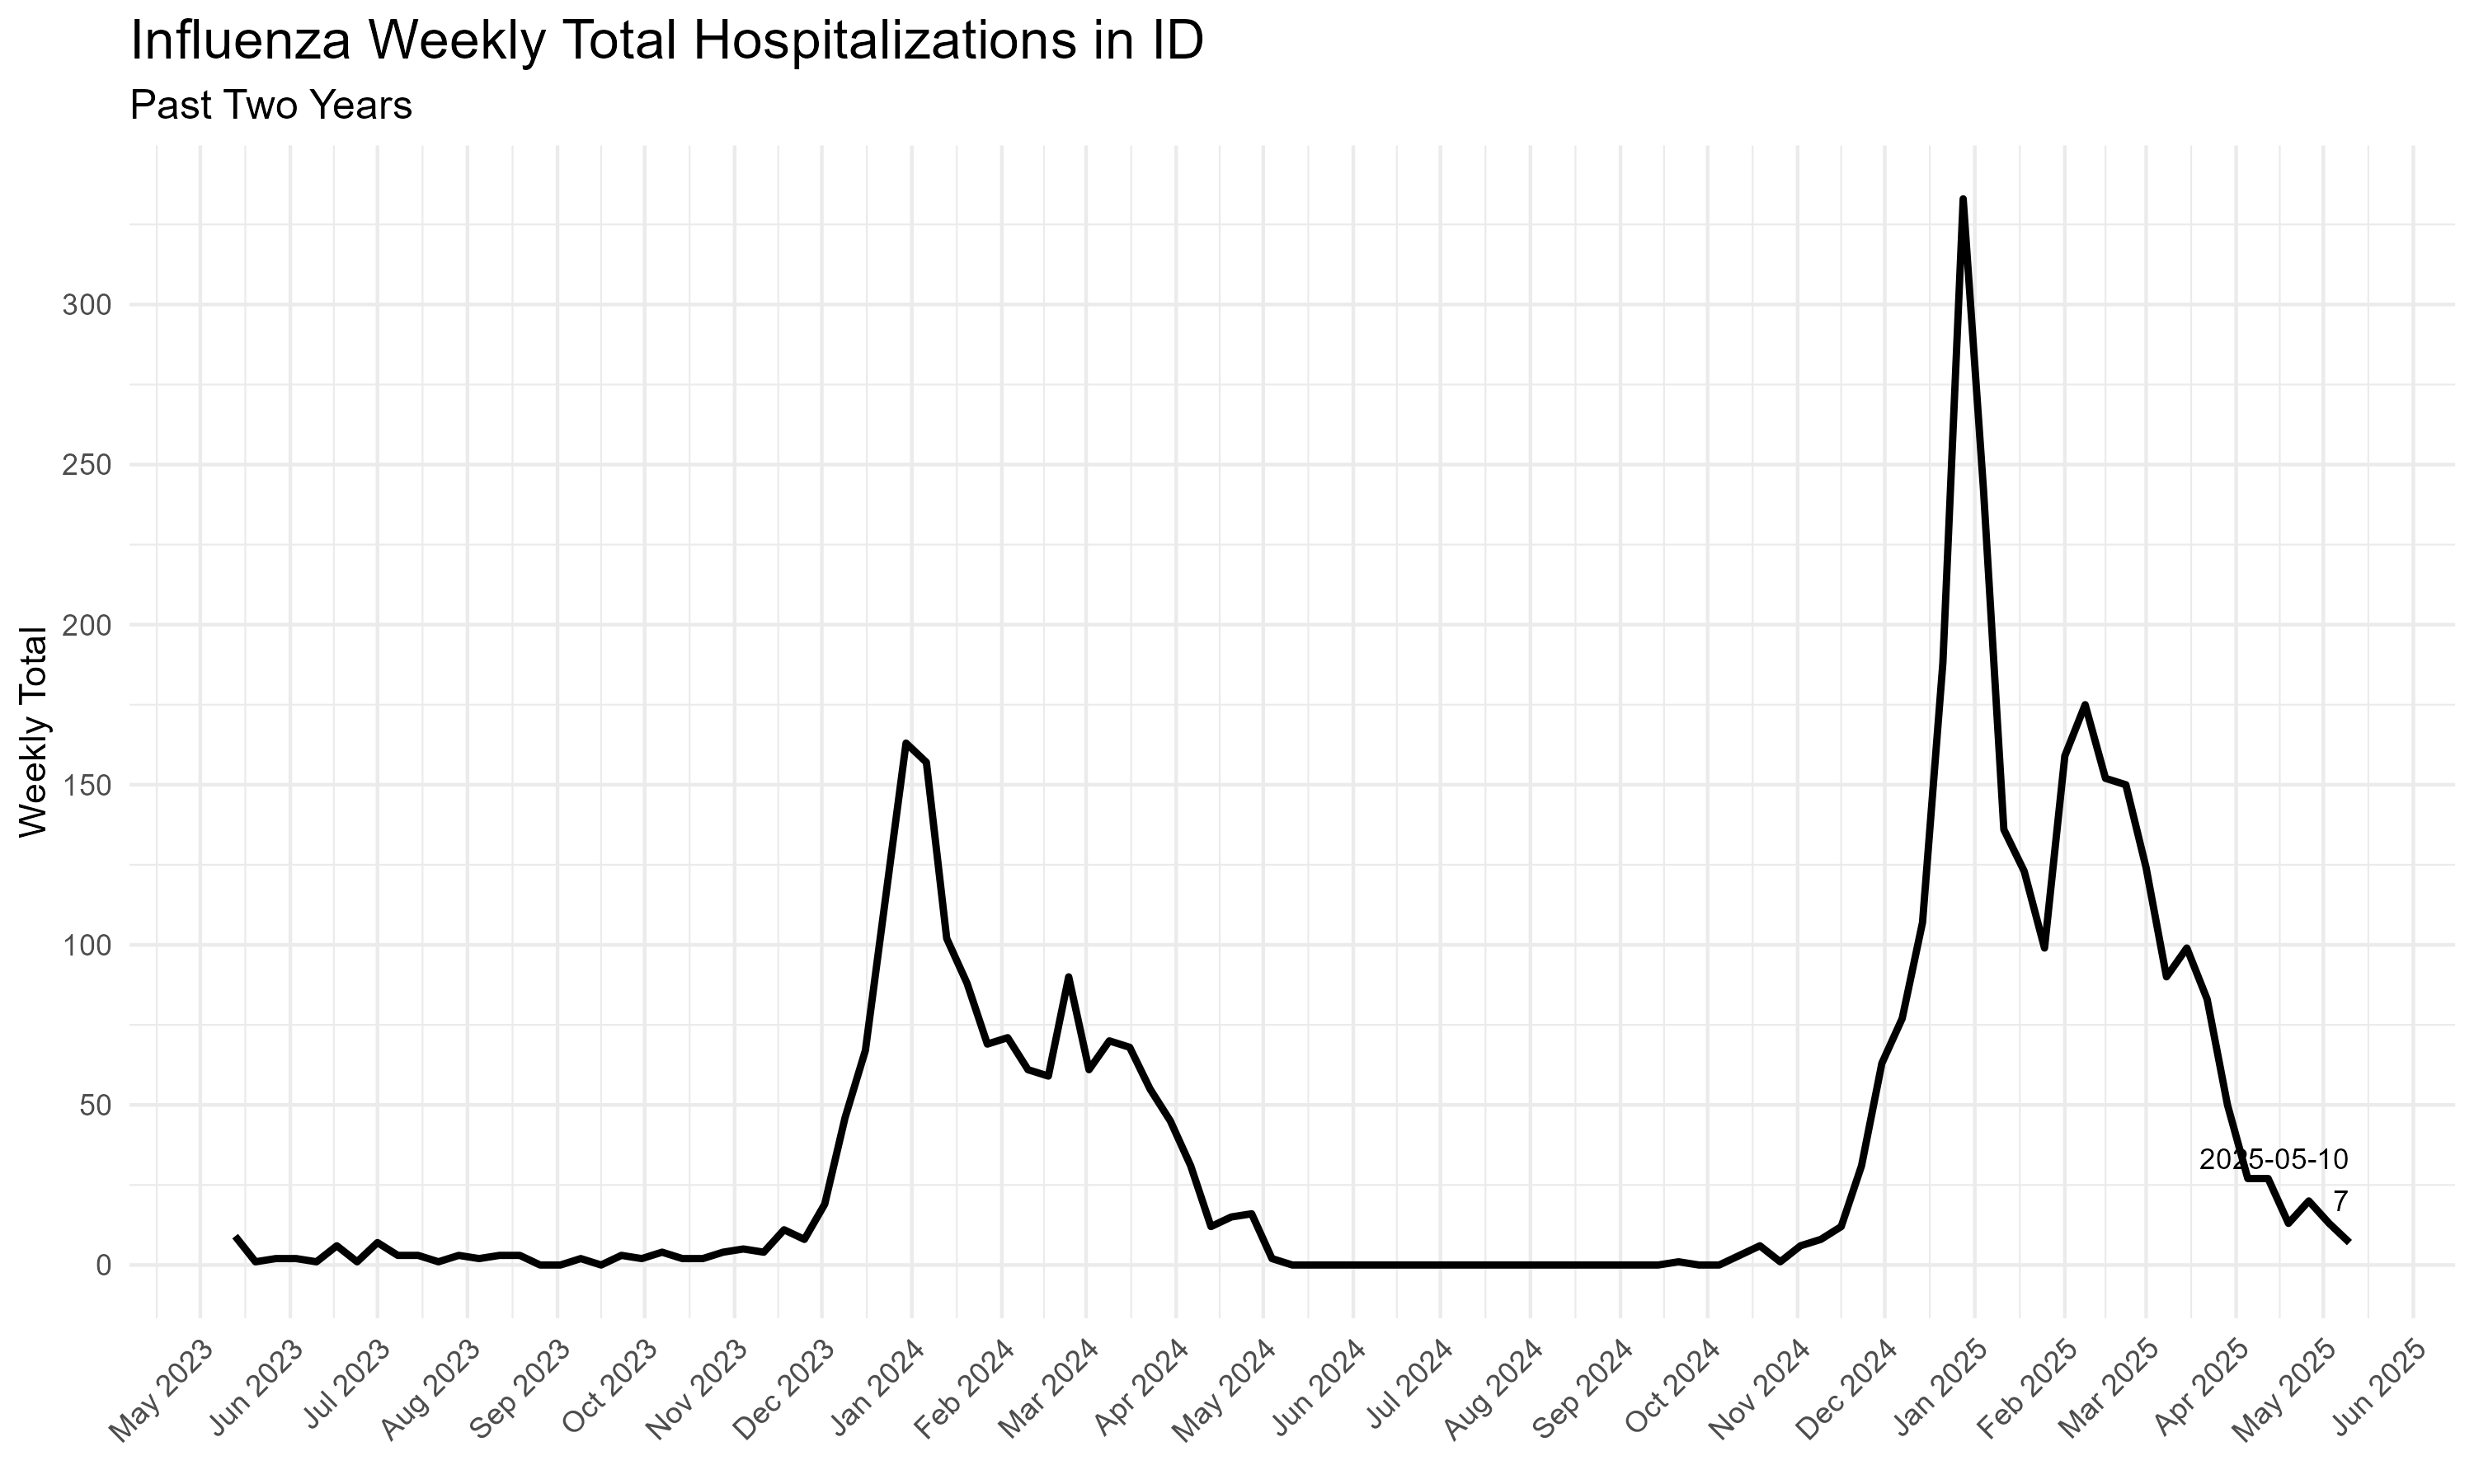 Influenza Weekly Total Hospitalizations in ID
Past Two Years
Weekly Total
300
250
200
150
100
50
0
2025-05-10
7
May 2023
Jun 2023
Jul 2023
Aug 2023
Sep 2023
Oct 2023
Nov 2023
Dec 2023
Jan 2024
Feb 2024
Mar 2024
Apr 2024
May 2024
Jun 2024
Jul 2024
Aug 2024
Sep 2024
Oct 2024
Nov 2024
Dec 2024
Jan 2025
Feb 2025
Mar 2025
Apr 2025
May 2025
Jun 2025